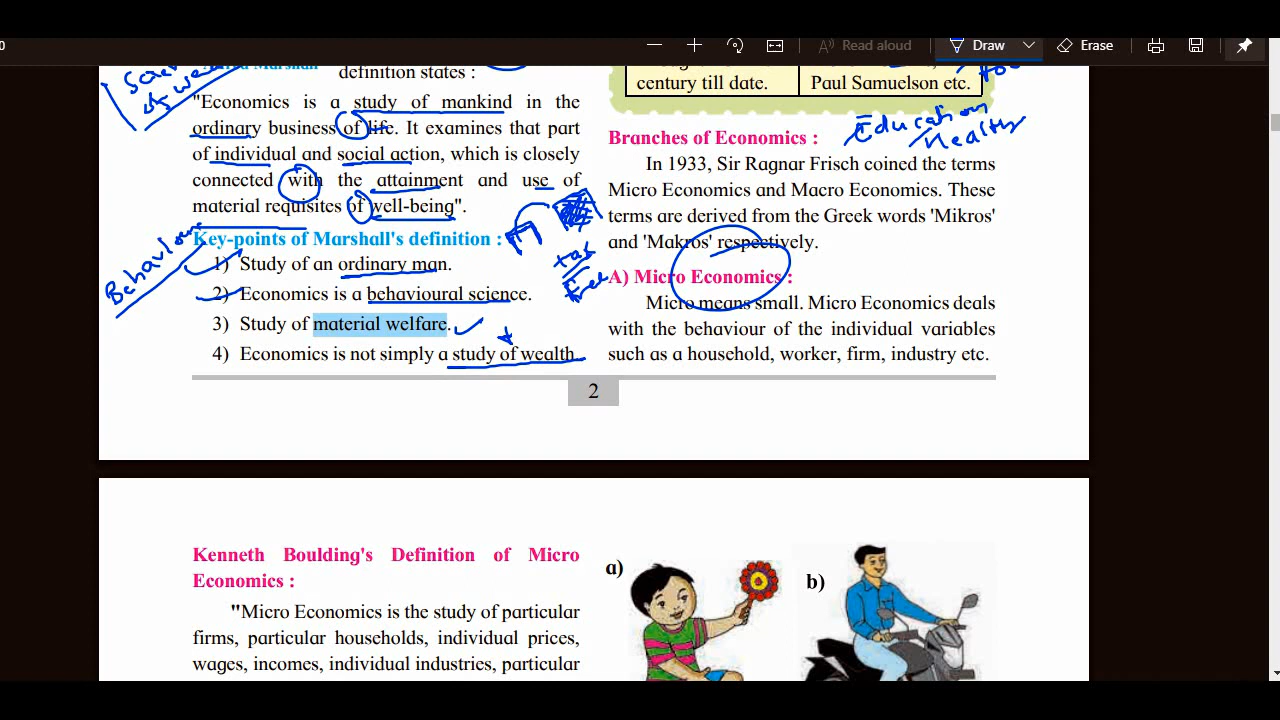 0
Read aloud
Draw
Erase
definition states :
"Economics is a study of mankind in the
ordinary business of life. It examines that part
of individual and social action, which is closely
connected with the attainment and use of
material requisites of well-being".
Key-points of Marshall's definition :
1) Study of an ordinary man.
2) Economics is a behavioural science.
3) Study of material welfare.
4) Economics is not simply a study of wealth.
Behaviour
tax
free
century till date.
Paul Samuelson etc.
Education
Health
Branches of Economics :
In 1933, Sir Ragnar Frisch coined the terms
Micro Economics and Macro Economics. These
terms are derived from the Greek words 'Mikros'
and 'Makros' respectively.
A) Micro Economics :
Micro means small. Micro Economics deals
with the behaviour of the individual variables
such as a household, worker, firm, industry etc.
2
Kenneth Boulding's Definition of Micro
Economics :
"Micro Economics is the study of particular
firms, particular households, individual prices,
wages, incomes, individual industries, particular
a)
b)